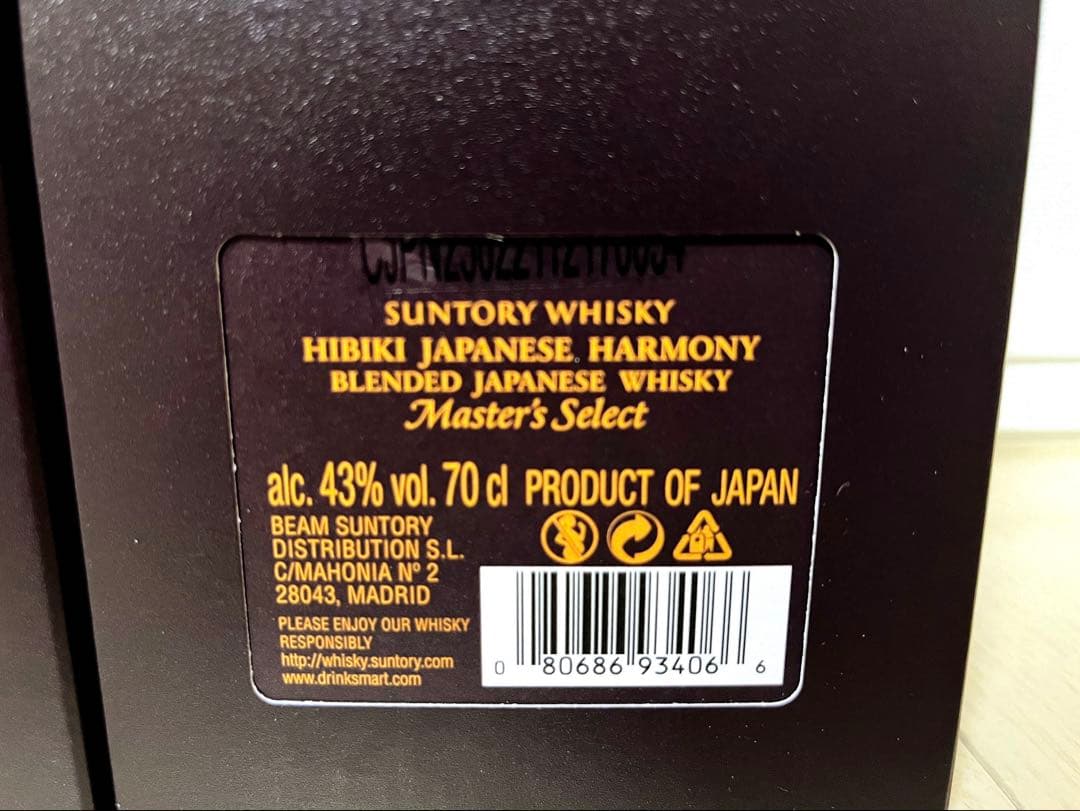 SUNTORY WHISKY
HIBIKI JAPANESE HARMONY
BLENDED JAPANESE WHISKY
Master's Select
alc. 43% vol. 70 cl PRODUCT OF JAPAN
BEAM SUNTORY
DISTRIBUTION S.L.
C/MAHONIA Nº 2
28043, MADRID
PLEASE ENJOY OUR WHISKY
RESPONSIBLY
http://whisky.suntory.com
www.drinksmart.com
0 80686 93406 6